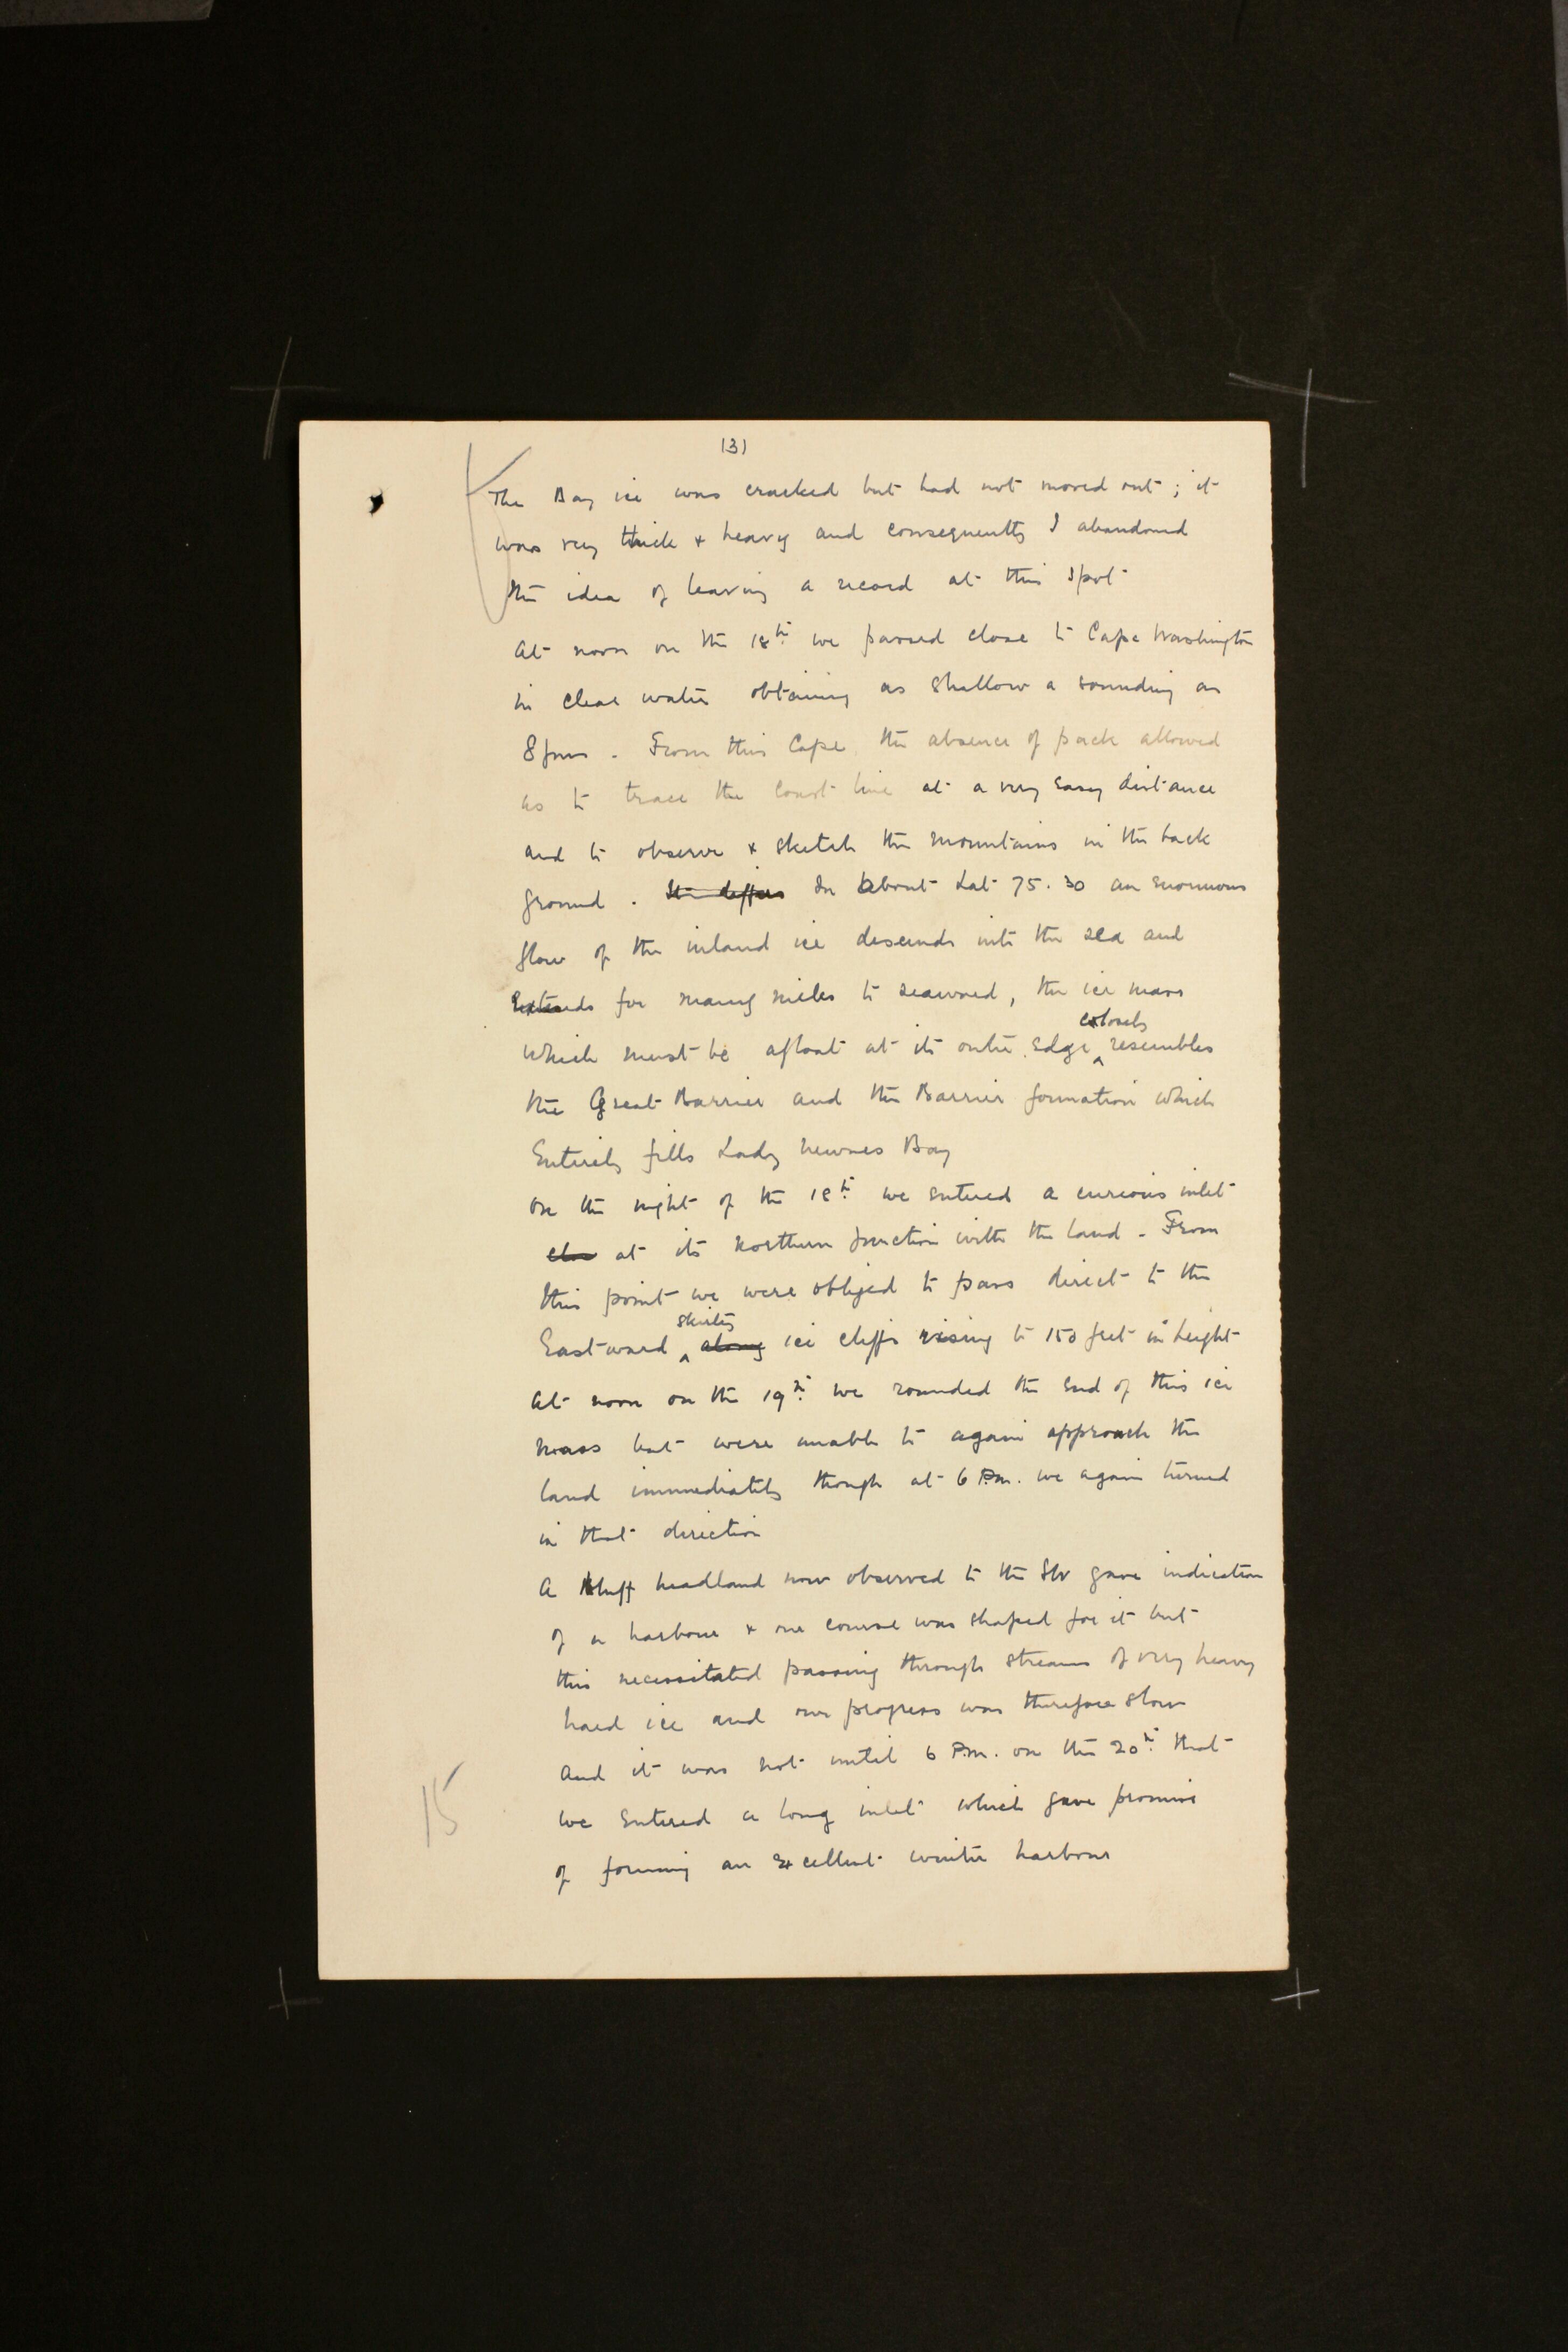 (3)
The Bay ice was cracked but had not moved out; it
was very thick & heavy and consequently I abandoned
the idea of leaving a record at this spot
At noon on the 18th we passed close to Cape Washington
in clear water obtaining as shallow a sounding as
8 fms. From this Cape the absence of pack allowed
us to trace the coast line at a very easy distance
and to observe & sketch the mountains in the back
ground. In about Lat 75.30 an enormous
flow of the inland ice descends into the sea and
Extends for many miles to seaward, the ice mass
closely
which must be afloat at its outer edge ^ resembles
the Great Barrier and the Barrier formation which
Entirely fills Lady Newnes Bay
On the night of the 18th we entered a curious inlet
at its Northern junction with the land. From
this point we were obliged to pass direct to the
skirting
Eastward ^ along ice cliffs rising to 150 feet in height
At noon on the 19th we rounded the end of this ice
mass but were unable to again approach the
land immediately though at 6 P.m. we again turned
in that direction
A bluff headland now observed to the SW gave indication
of a harbour & our course was shaped for it but
this necessitated passing through streams of very heavy
hard ice and our progress was therefore slow
And it was not until 6 P.m. on the 20th that
we entered a long inlet which gave promise
of forming an excellent winter harbour
15